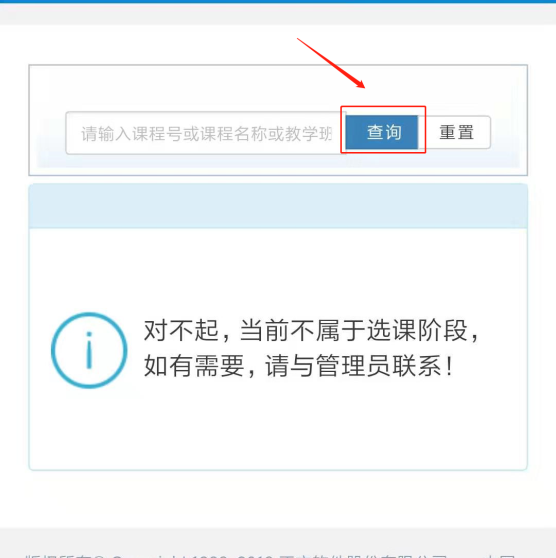 请输入课程号或课程名称或教学班
查询
重置
对不起，当前不属于选课阶段，
如有需要，请与管理员联系！